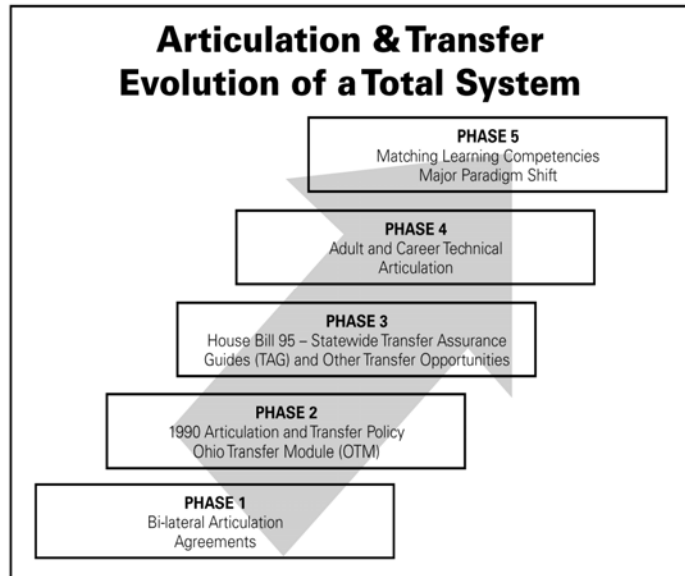 Articulation & Transfer
Evolution of a Total System
PHASE 5
Matching Learning Competencies
Major Paradigm Shift
PHASE 4
Adult and Career Technical
Articulation
PHASE 3
House Bill 95 – Statewide Transfer Assurance
Guides (TAG) and Other Transfer Opportunities
PHASE 2
1990 Articulation and Transfer Policy
Ohio Transfer Module (OTM)
PHASE 1
Bi-lateral Articulation
Agreements